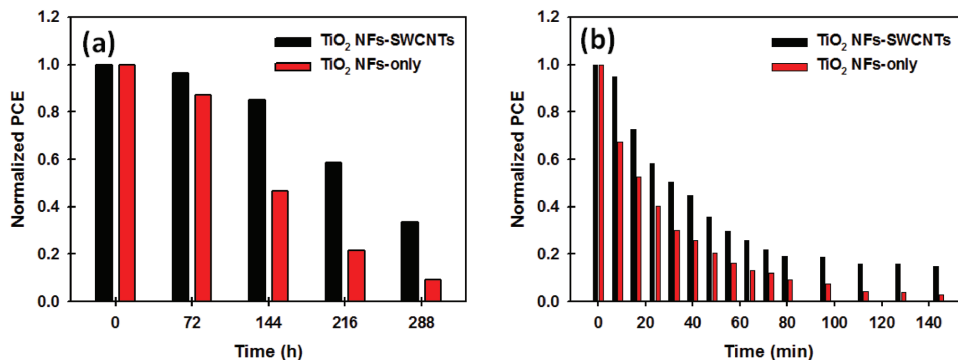 (a)
TiO₂ NFs-SWCNTs
TiO₂ NFs-only
Normalized PCE
1.2
1.0
0.8
0.6
0.4
0.2
0.0
0 72 144 216 288
Time (h)
(b)
TiO₂ NFs-SWCNTs
TiO₂ NFs-only
Normalized PCE
1.2
1.0
0.8
0.6
0.4
0.2
0.0
0 20 40 60 80 100 120 140
Time (min)